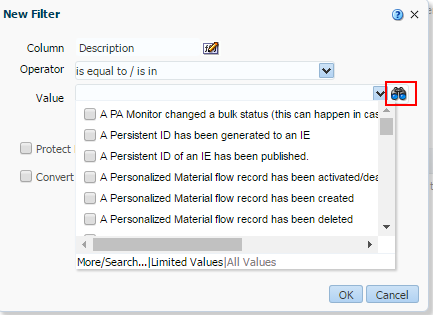 New Filter
Column Description
Operator is equal to / is in
Value
A PA Monitor changed a bulk status (this can happen in cas
A Persistent ID has been generated to an IE
A Persistent ID of an IE has been published.
A Personalized Material flow record has been activated/dea
A Personalized Material flow record has been created
A Personalized Material flow record has been deleted
Protect
Convert
More/Search...|Limited Values|All Values
OK Cancel